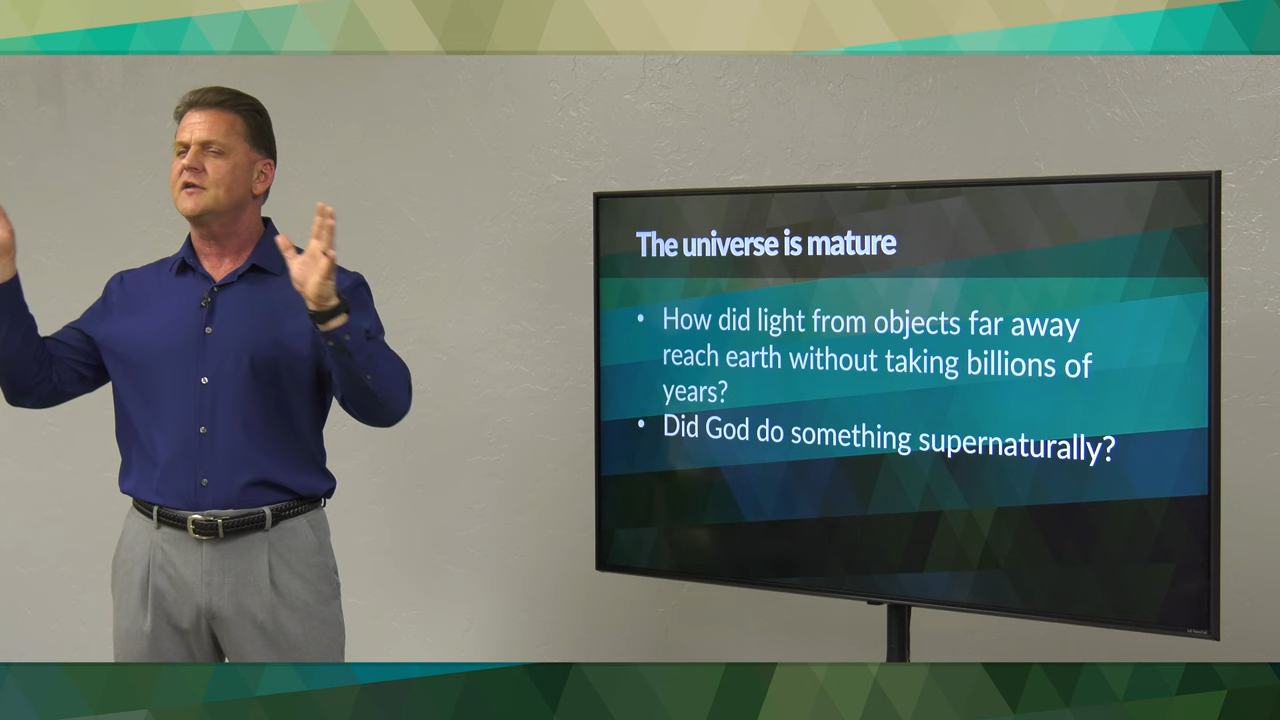 The universe is mature
• How did light from objects far away
reach earth without taking billions of
years?
• Did God do something supernaturally?